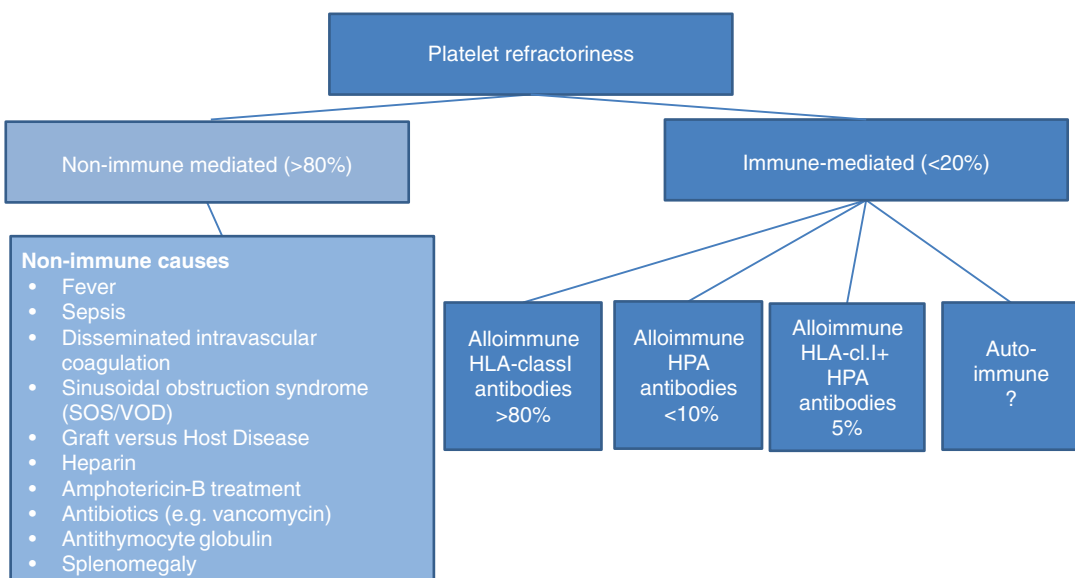 Platelet refractoriness
Non-immune mediated (>80%)
Immune-mediated (<20%)
Non-immune causes
• Fever
• Sepsis
• Disseminated intravascular
coagulation
• Sinusoidal obstruction syndrome
(SOS/VOD)
• Graft versus Host Disease
• Heparin
• Amphotericin-B treatment
• Antibiotics (e.g. vancomycin)
• Antithymocyte globulin
• Splenomegaly
Alloimmune
HLA-classI
antibodies
>80%
Alloimmune
HPA
antibodies
<10%
Alloimmune
HLA-cl.I+
HPA
antibodies
5%
Auto-
immune
?